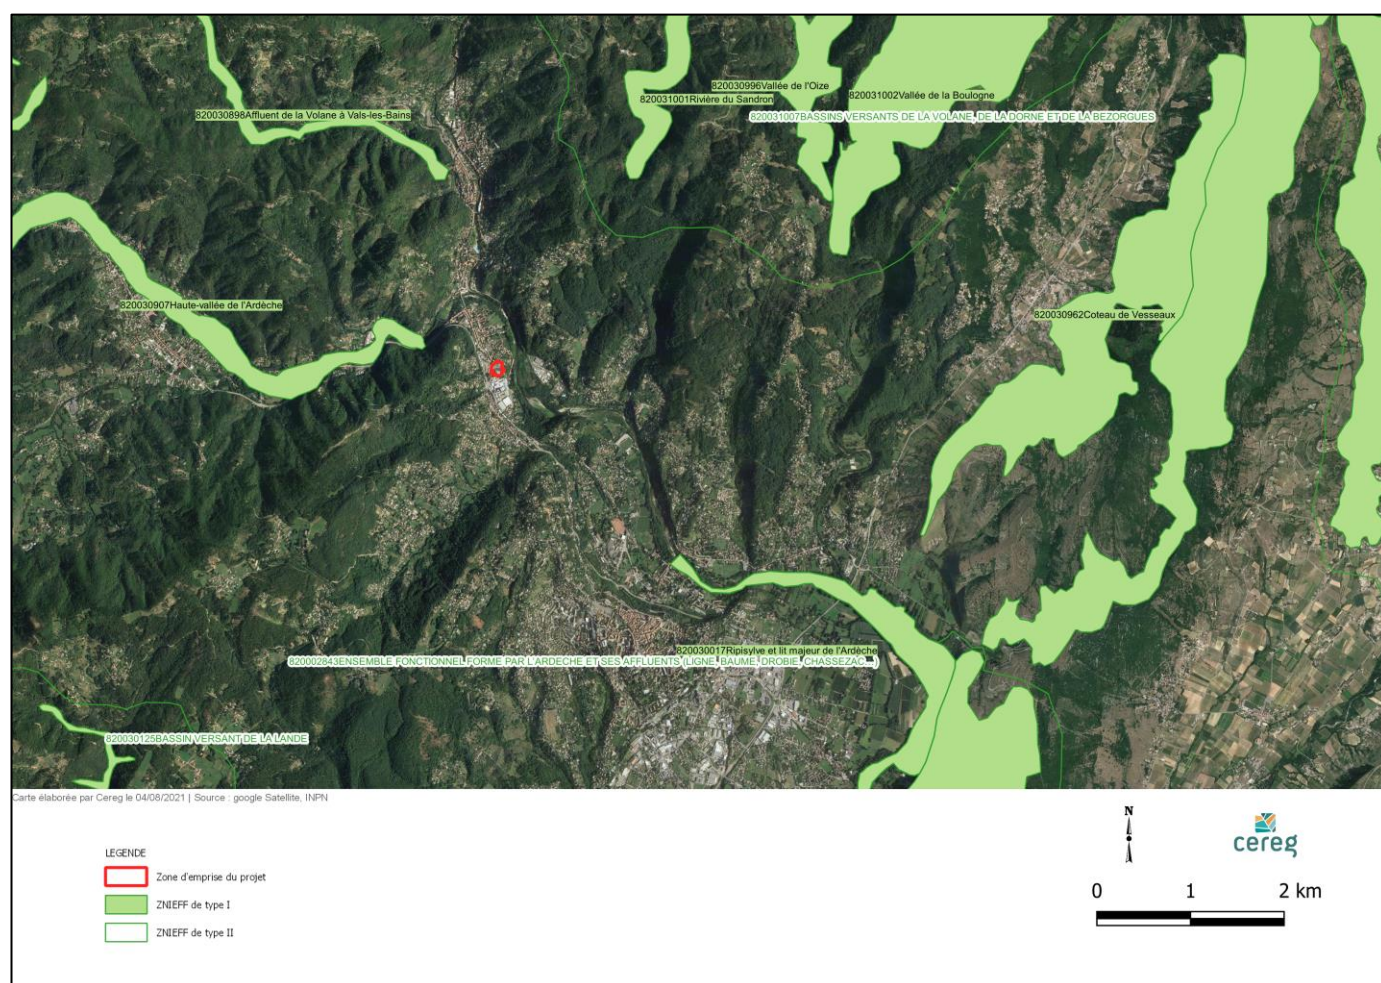 820030996Vallée de l'Oize
820031001Rivière du Sandron
820031002Vallée de la Boulogne
820030898Affluent de la Volane à Vals-les-Bains
820031007BASSINS VERSANTS DE LA VOLANE, DE LA DORNE ET DE LA BEZORGUES
820030907Haute-vallée de l'Ardèche
820030962Coteau de Vesseaux
820030017Ripisylve et lit majeur de l'Ardèche
820002843ENSEMBLE FONCTIONNEL FORME PAR L'ARDECHE ET SES AFFLUENTS (LIGNE, BAUME, DROBIE, CHASSEZAC...)
820030125BASSIN VERSANT DE LA LANDE
Carte élaborée par Cereg le 04/08/2021 | Source : google Satellite, INPN
N
cereg
LEGENDE
Zone d'emprise du projet
ZNIEFF de type I
ZNIEFF de type II
0 1 2 km